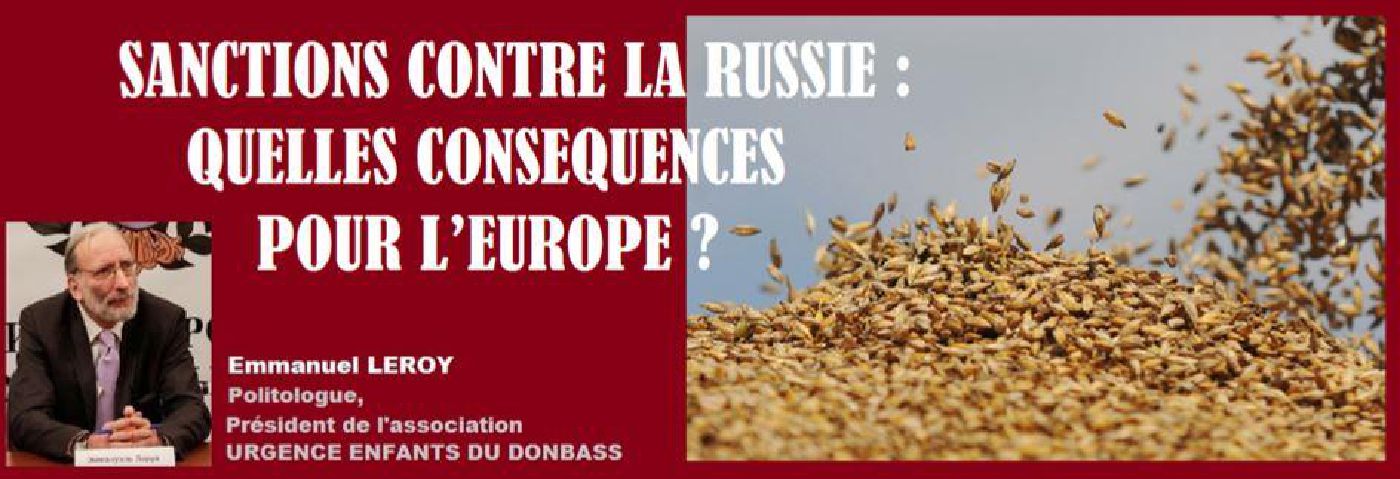 SANCTIONS CONTRE LA RUSSIE :
QUELLES CONSEQUENCES
POUR L'EUROPE ?
Emmanuel LEROY
Politologue,
Président de l'association
URGENCE ENFANTS DU DONBASS